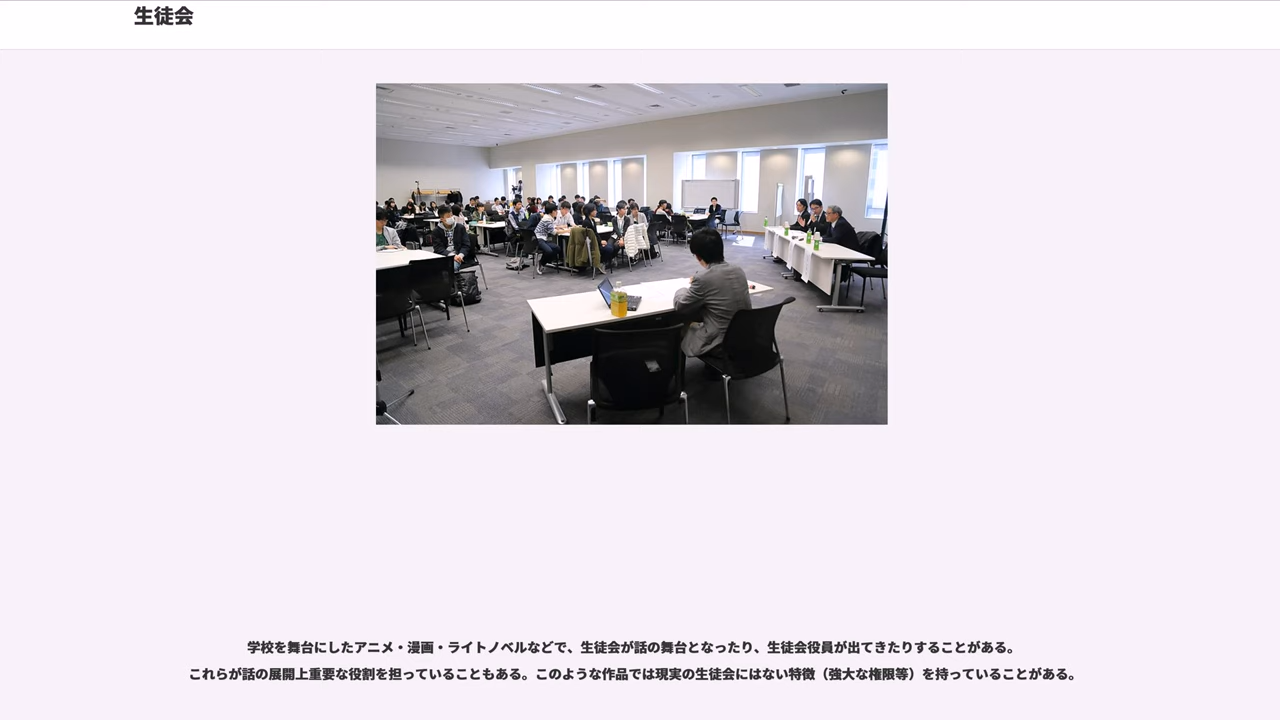 生徒会
学校を舞台にしたアニメ・漫画・ライトノベルなどで、生徒会が話の舞台となったり、生徒会役員が出てきたりすることがある。
これらが話の展開上重要な役割を担っていることもある。このような作品では現実の生徒会にはない特徴（強大な権限等）を持っていることがある。